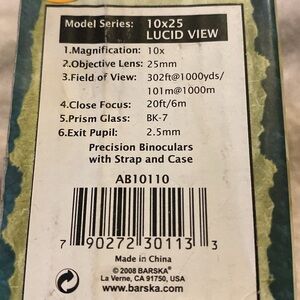 Model Series: 10x25
LUCID VIEW
1.Magnification: 10x
2.Objective Lens: 25mm
3.Field of View: 302ft@1000yds/
101m@1000m
4.Close Focus: 20ft/6m
5.Prism Glass: BK-7
6.Exit Pupil: 2.5mm
Precision Binoculars
with Strap and Case
AB10110
7 90272 30113 3
Made in China
© 2008 BARSKA®
La Verne, CA 91750, USA
www.barska.com